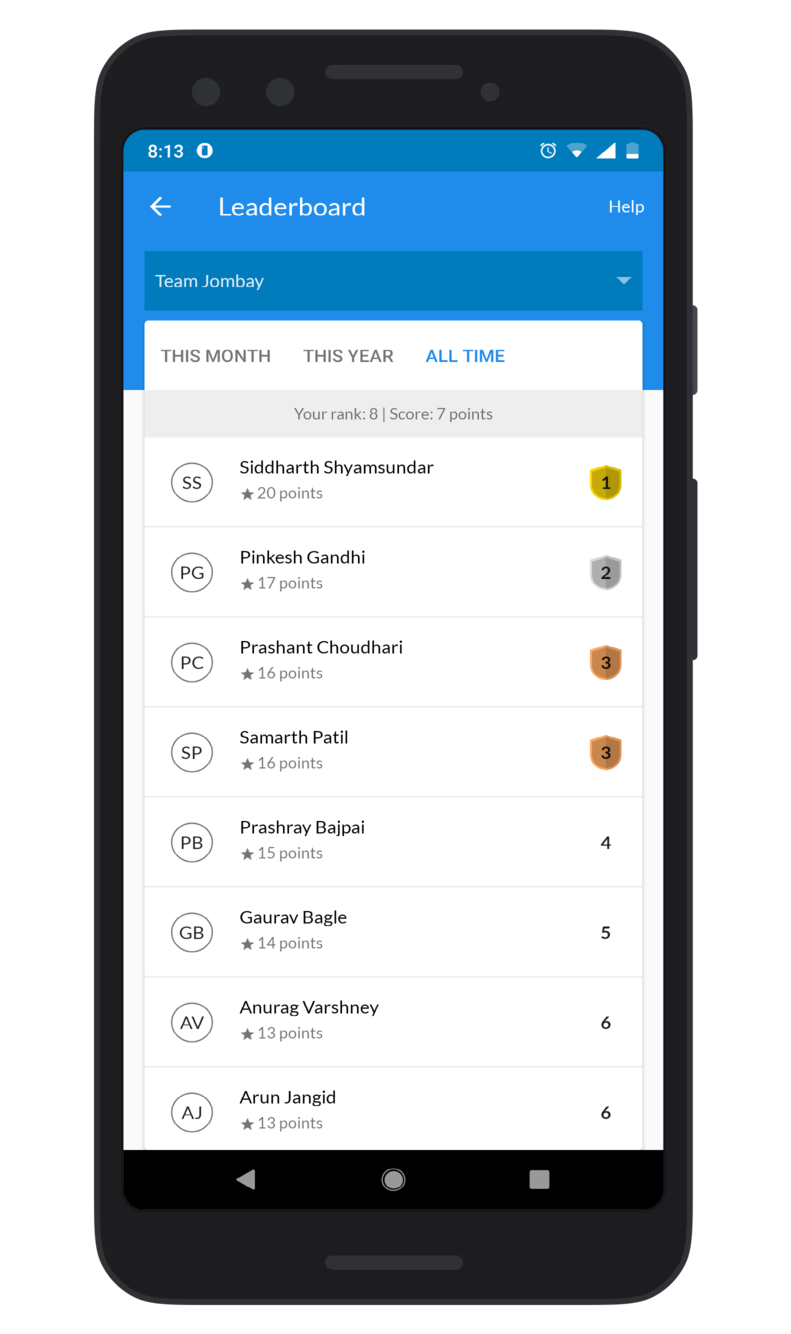 8:13
Leaderboard Help
Team Jombay
THIS MONTH THIS YEAR ALL TIME
Your rank: 8 | Score: 7 points
SS Siddharth Shyamsundar 1
20 points
PG Pinkesh Gandhi 2
17 points
PC Prashant Choudhari 3
16 points
SP Samarth Patil 3
16 points
PB Prashray Bajpai 4
15 points
GB Gaurav Bagle 5
14 points
AV Anurag Varshney 6
13 points
AJ Arun Jangid 6
13 points